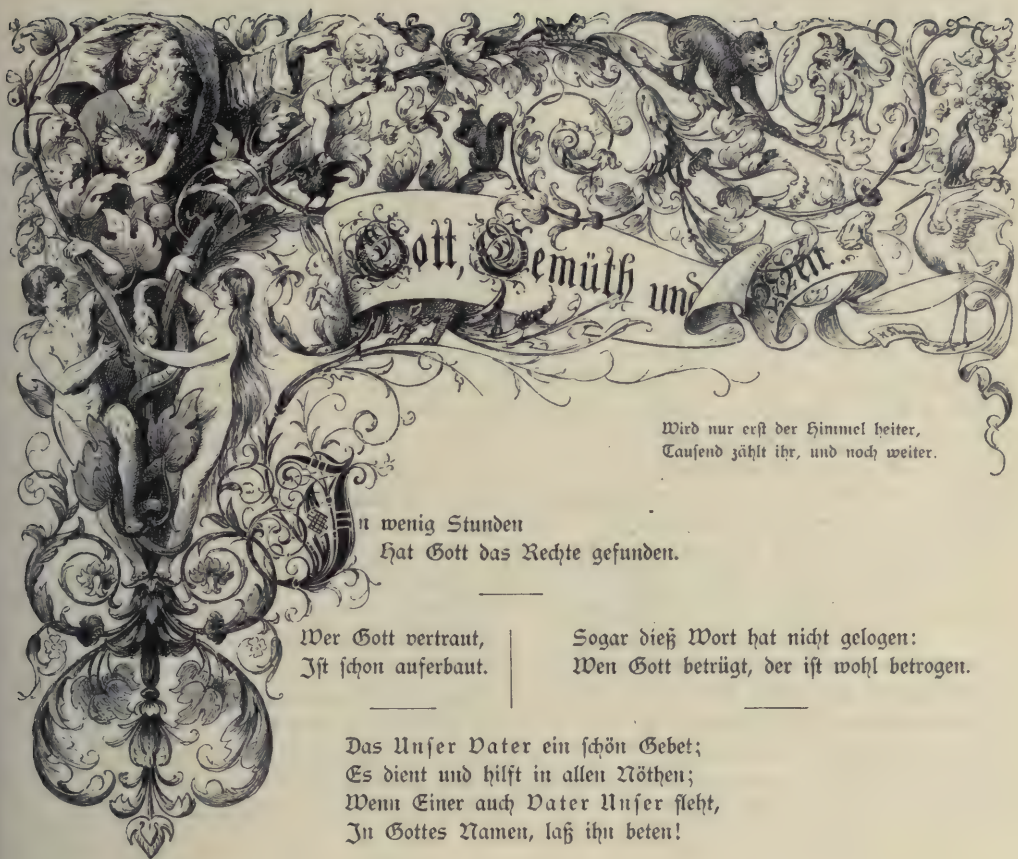 Gott, Gemüth und Welt.
Wird nur erst der Himmel heiter,
Tausend zählt ihr, und noch weiter.
In wenig Stunden
Hat Gott das Rechte gefunden.
Wer Gott vertraut,
Ist schon auferbaut.
Sogar dieß Wort hat nicht gelogen:
Wen Gott betrügt, der ist wohl betrogen.
Das Unser Vater ein schön Gebet;
Es dient und hilft in allen Nöthen;
Wenn Einer auch Vater Unser fleht,
In Gottes Namen, laß ihn beten!